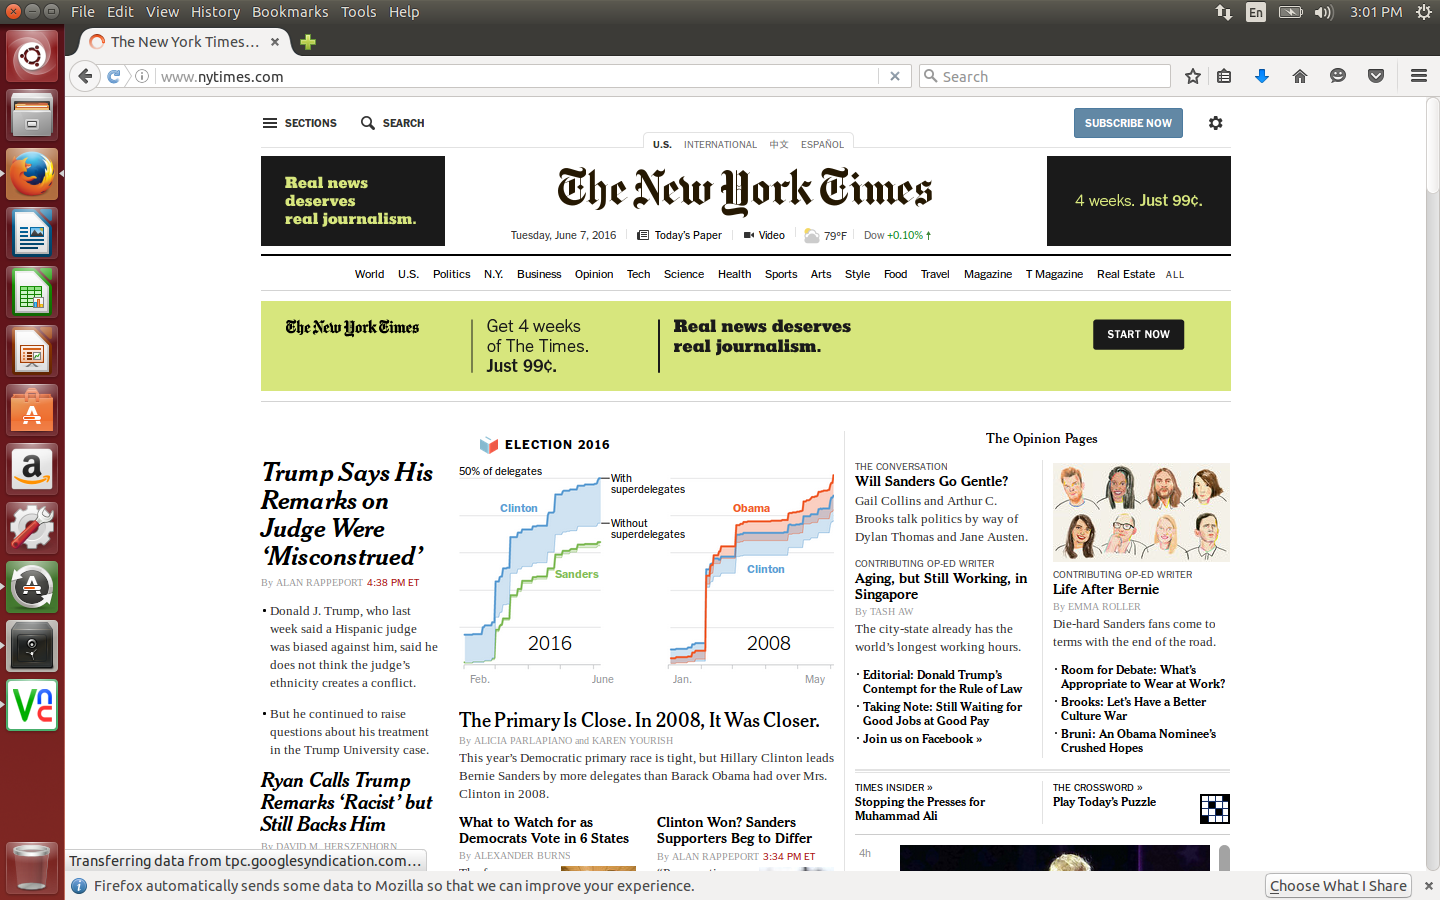 File Edit View History Bookmarks Tools Help
En
3:01 PM
The New York Times...
www.nytimes.com
Search
SECTIONS
SEARCH
SUBSCRIBE NOW
U.S. INTERNATIONAL 中文 ESPAÑOL
Real news
deserves
real journalism.
The New York Times
4 weeks. Just 99¢.
Tuesday, June 7, 2016
Today's Paper
Video
79°F
Dow +0.10%
World U.S. Politics N.Y. Business Opinion Tech Science Health Sports Arts Style Food Travel Magazine T Magazine Real Estate ALL
The New York Times
Get 4 weeks
of The Times.
Just 99¢.
Real news deserves
real journalism.
START NOW
Trump Says His
Remarks on
Judge Were
‘Misconstrued’
By ALAN RAPPEPORT 4:38 PM ET
• Donald J. Trump, who last
week said a Hispanic judge
was biased against him, said he
does not think the judge’s
ethnicity creates a conflict.
• But he continued to raise
questions about his treatment
in the Trump University case.
Ryan Calls Trump
Remarks ‘Racist’ but
Still Backs Him
By DAVID M. HERSZENHORN
ELECTION 2016
50% of delegates
With
superdelegates
Clinton
Without
superdelegates
Sanders
2016
Feb.
June
Obama
Clinton
2008
Jan.
May
The Primary Is Close. In 2008, It Was Closer.
By ALICIA PARLAPIANO and KAREN YOURISH
This year’s Democratic primary race is tight, but Hillary Clinton leads
Bernie Sanders by more delegates than Barack Obama had over Mrs.
Clinton in 2008.
What to Watch for as
Democrats Vote in 6 States
By ALEXANDER BURNS
Clinton Won? Sanders
Supporters Beg to Differ
By ALAN RAPPEPORT 3:34 PM ET
The Opinion Pages
THE CONVERSATION
Will Sanders Go Gentle?
Gail Collins and Arthur C.
Brooks talk politics by way of
Dylan Thomas and Jane Austen.
CONTRIBUTING OP-ED WRITER
Aging, but Still Working, in
Singapore
By TASH AW
The city-state already has the
world’s longest working hours.
· Editorial: Donald Trump’s
Contempt for the Rule of Law
· Taking Note: Still Waiting for
Good Jobs at Good Pay
· Join us on Facebook »
CONTRIBUTING OP-ED WRITER
Life After Bernie
By EMMA ROLLER
Die-hard Sanders fans come to
terms with the end of the road.
· Room for Debate: What’s
Appropriate to Wear at Work?
· Brooks: Let’s Have a Better
Culture War
· Bruni: An Obama Nominee’s
Crushed Hopes
TIMES INSIDER »
Stopping the Presses for
Muhammad Ali
THE CROSSWORD »
Play Today’s Puzzle
4h
Transferring data from tpc.googlesyndication.com...
Firefox automatically sends some data to Mozilla so that we can improve your experience.
Choose What I Share